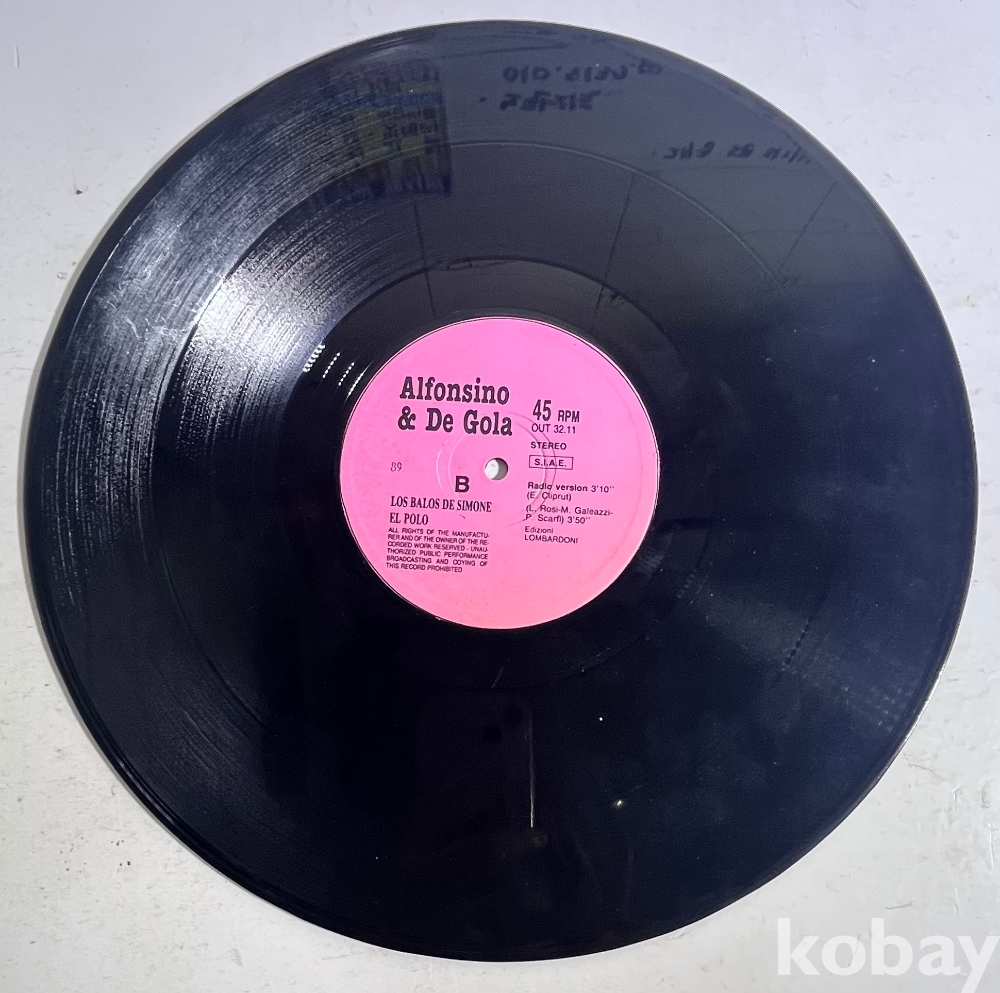 Alfonsino
& De Gola
45 RPM
OUT 32.11
STEREO
S.I.A.E.
89
B
LOS BALOS DE SIMONE
EL POLO
Radio version 3'10"
(E. Cliprut)
(L. Rosi-M. Galeazzi-
P. Scarfi) 3'50"
Edizioni
LOMBARDONI
ALL RIGHTS OF THE MANUFACTU-
RER AND OF THE OWNER OF THE RE-
CORDED WORK RESERVED - UNAU-
THORIZED PUBLIC PERFORMANCE
BROADCASTING AND COYING OF
THIS RECORD PROHIBITED
kobay